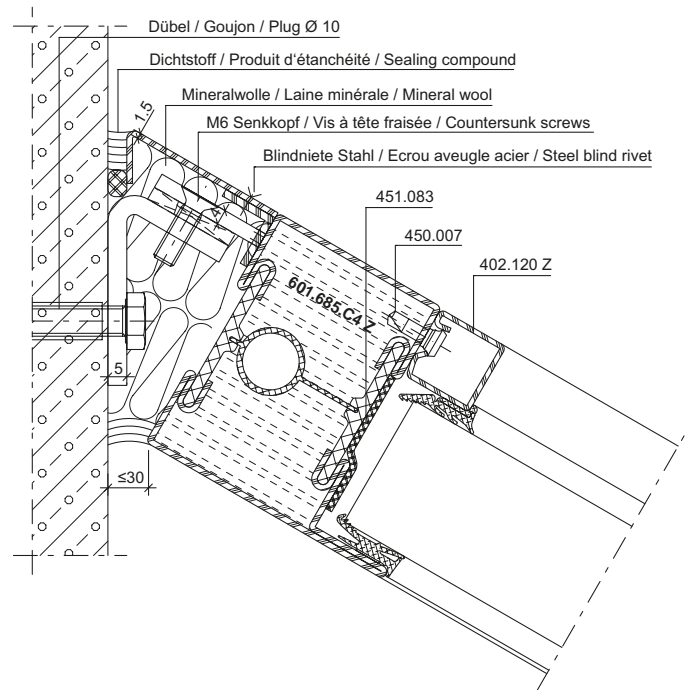 Dübel / Goujon / Plug Ø 10
Dichtstoff / Produit d'étanchéité / Sealing compound
Mineralwolle / Laine minérale / Mineral wool
1.5
M6 Senkkopf / Vis à tête fraisée / Countersunk screws
Blindniete Stahl / Ecrou aveugle acier / Steel blind rivet
451.083
4
450.007
402.120 Z
601.685.C4 Z
5
≤30